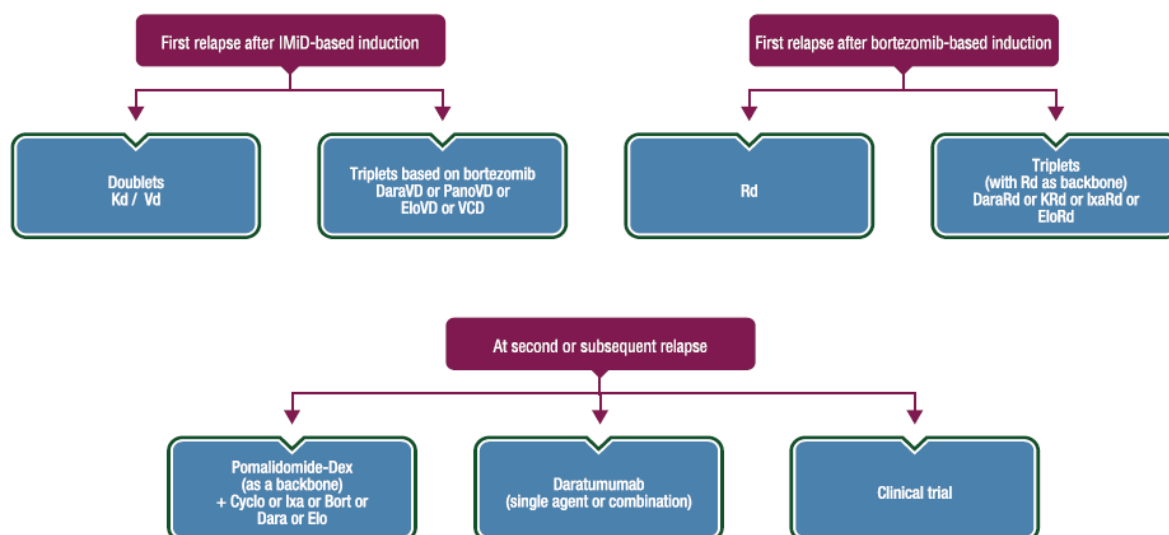 First relapse after IMiD-based induction
First relapse after bortezomib-based induction
Doublets
Kd / Vd
Triplets based on bortezomib
DaraVD or PanoVD or
EloVD or VCD
Rd
Triplets
(with Rd as backbone)
DaraRd or KRd or IxaRd or
EloRd
At second or subsequent relapse
Pomalidomide-Dex
(as a backbone)
+ Cyclo or Ixa or Bort or
Dara or Elo
Daratumumab
(single agent or combination)
Clinical trial